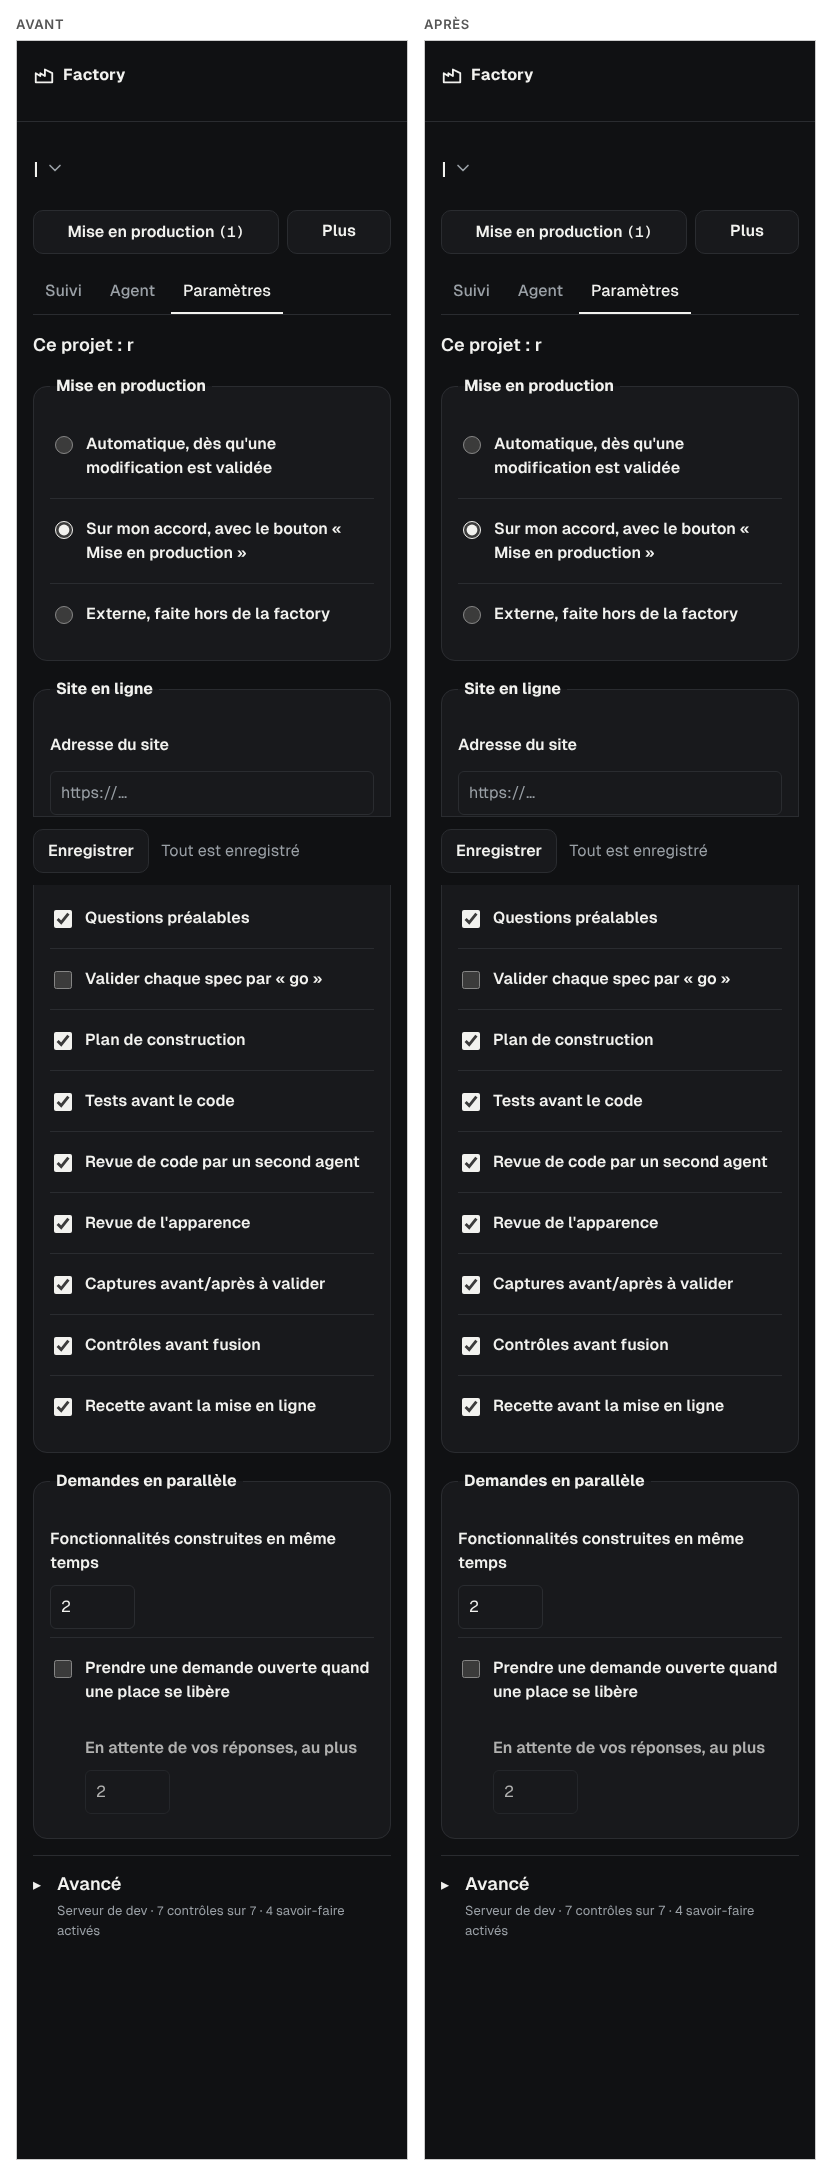 AVANT
Factory
Mise en production (1)
Plus
Suivi
Agent
Paramètres
Ce projet : r
Mise en production
Automatique, dès qu'une
modification est validée
Sur mon accord, avec le bouton «
Mise en production »
Externe, faite hors de la factory
Site en ligne
Adresse du site
https://…
Enregistrer
Tout est enregistré
Questions préalables
Valider chaque spec par « go »
Plan de construction
Tests avant le code
Revue de code par un second agent
Revue de l'apparence
Captures avant/après à valider
Contrôles avant fusion
Recette avant la mise en ligne
Demandes en parallèle
Fonctionnalités construites en même
temps
2
Prendre une demande ouverte quand
une place se libère
En attente de vos réponses, au plus
2
Avancé
Serveur de dev · 7 contrôles sur 7 · 4 savoir-faire
activés
APRÈS
Factory
Mise en production (1)
Plus
Suivi
Agent
Paramètres
Ce projet : r
Mise en production
Automatique, dès qu'une
modification est validée
Sur mon accord, avec le bouton «
Mise en production »
Externe, faite hors de la factory
Site en ligne
Adresse du site
https://…
Enregistrer
Tout est enregistré
Questions préalables
Valider chaque spec par « go »
Plan de construction
Tests avant le code
Revue de code par un second agent
Revue de l'apparence
Captures avant/après à valider
Contrôles avant fusion
Recette avant la mise en ligne
Demandes en parallèle
Fonctionnalités construites en même
temps
2
Prendre une demande ouverte quand
une place se libère
En attente de vos réponses, au plus
2
Avancé
Serveur de dev · 7 contrôles sur 7 · 4 savoir-faire
activés